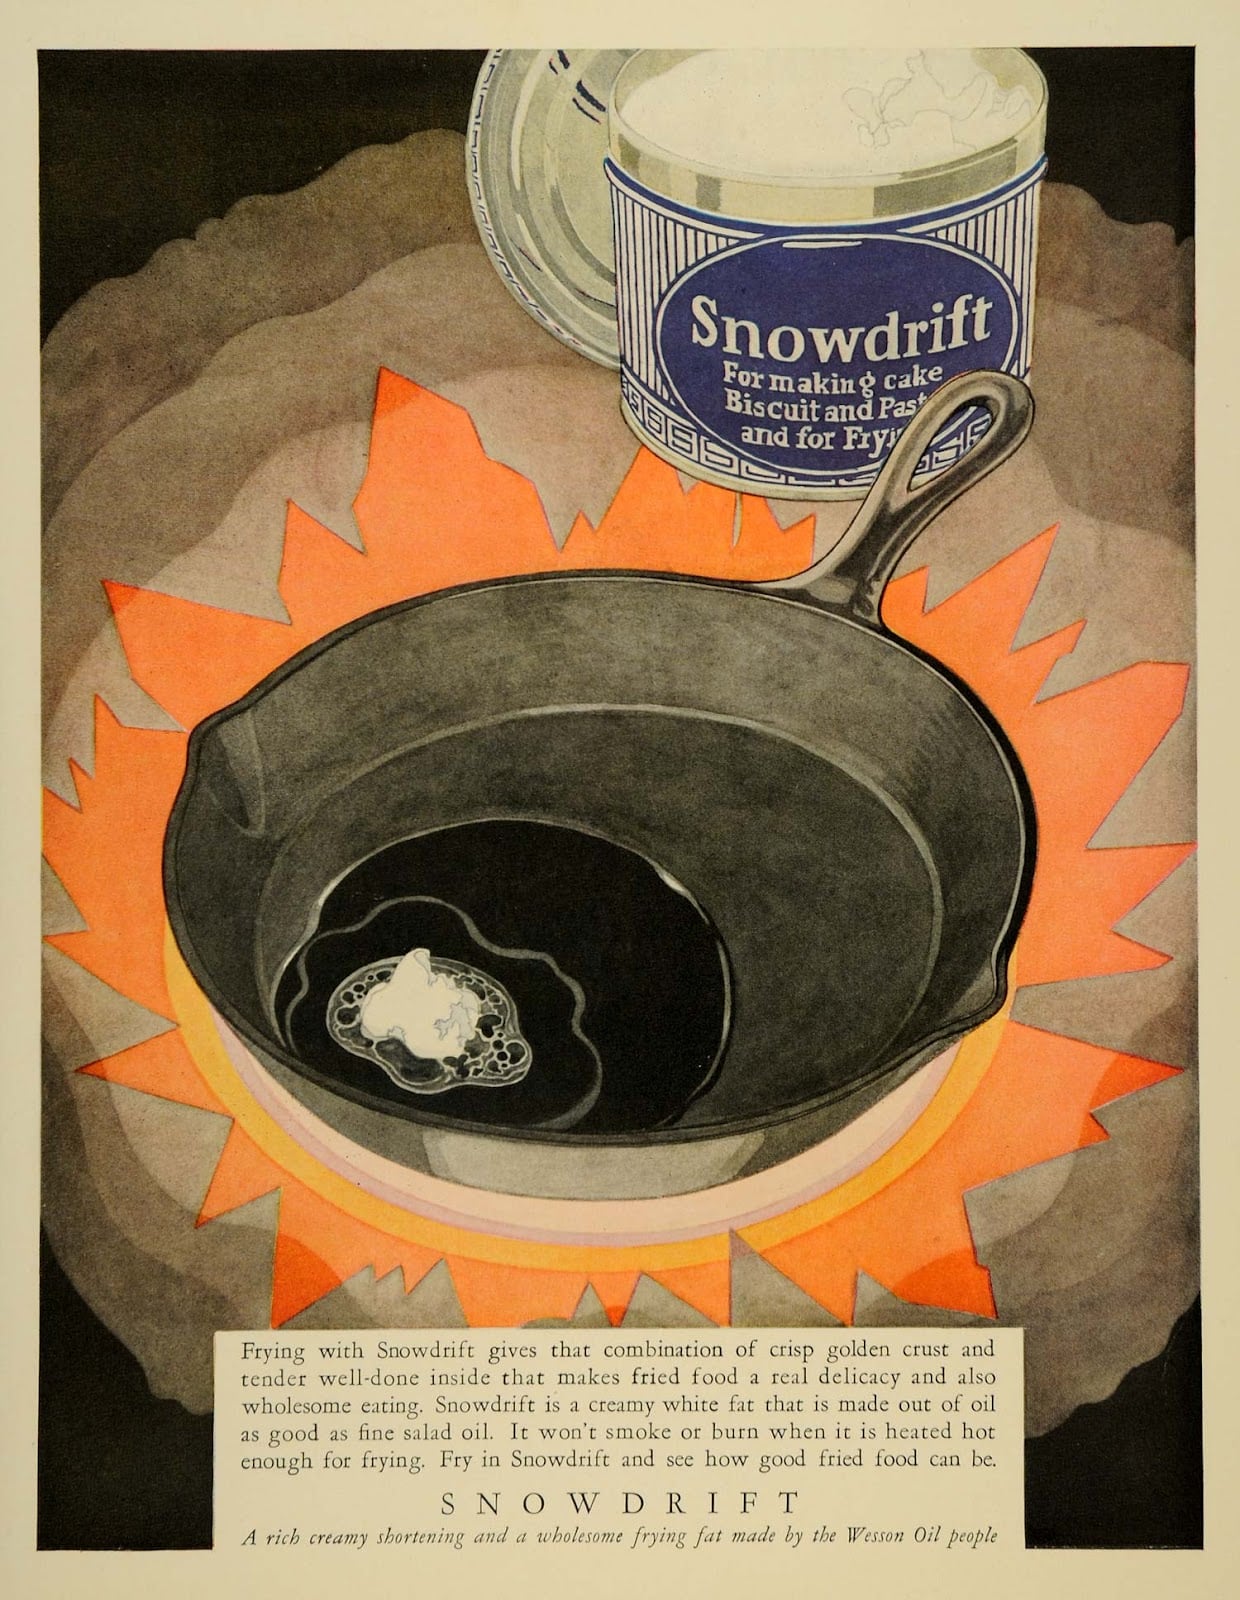 Snowdrift
For making cake
Biscuit and
and for
Frying with Snowdrift gives that combination of crisp golden crust and
tender well-done inside that makes fried food a real delicacy and also
wholesome eating. Snowdrift is a creamy white fat that is made out of oil
as good as fine salad oil. It won't smoke or burn when it is heated hot
enough for frying. Fry in Snowdrift and see how good fried food can be.
SNOWDRIFT
A rich creamy shortening and a wholesome frying fat made by the Wesson Oil people